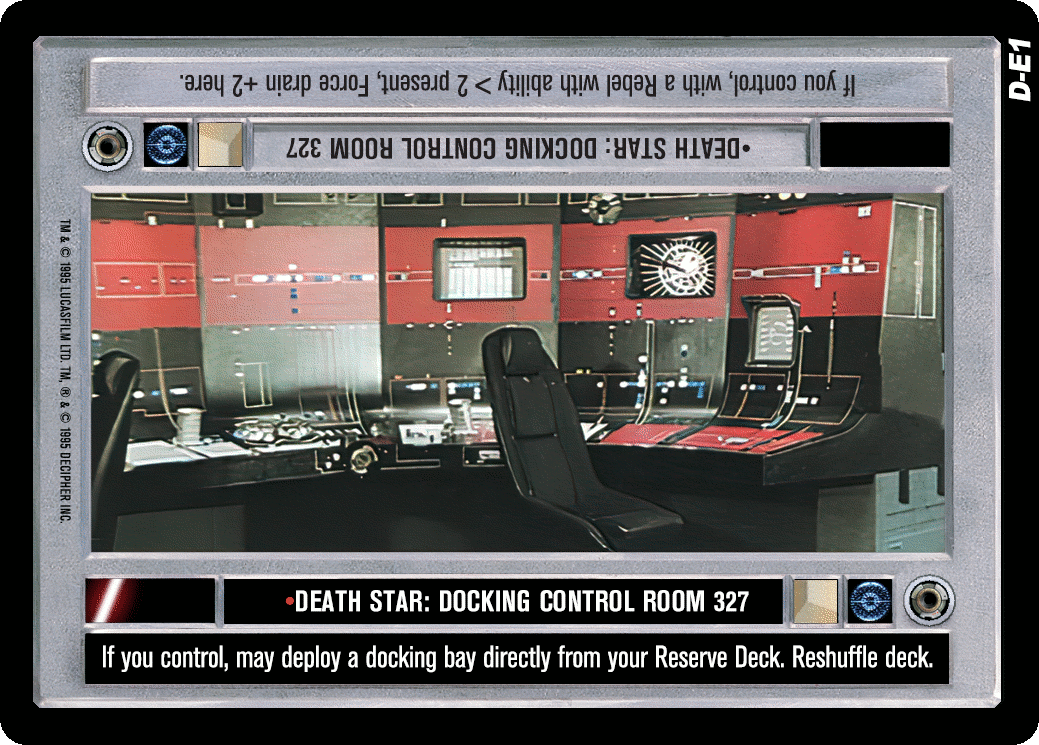 D-E1
If you control, with a Rebel with ability > 2 present, Force drain +2 here.
•DEATH STAR: DOCKING CONTROL ROOM 327
TM & © 1995 LUCASFILM LTD. TM, ® & © 1995 DECIPHER INC.
•DEATH STAR: DOCKING CONTROL ROOM 327
If you control, may deploy a docking bay directly from your Reserve Deck. Reshuffle deck.